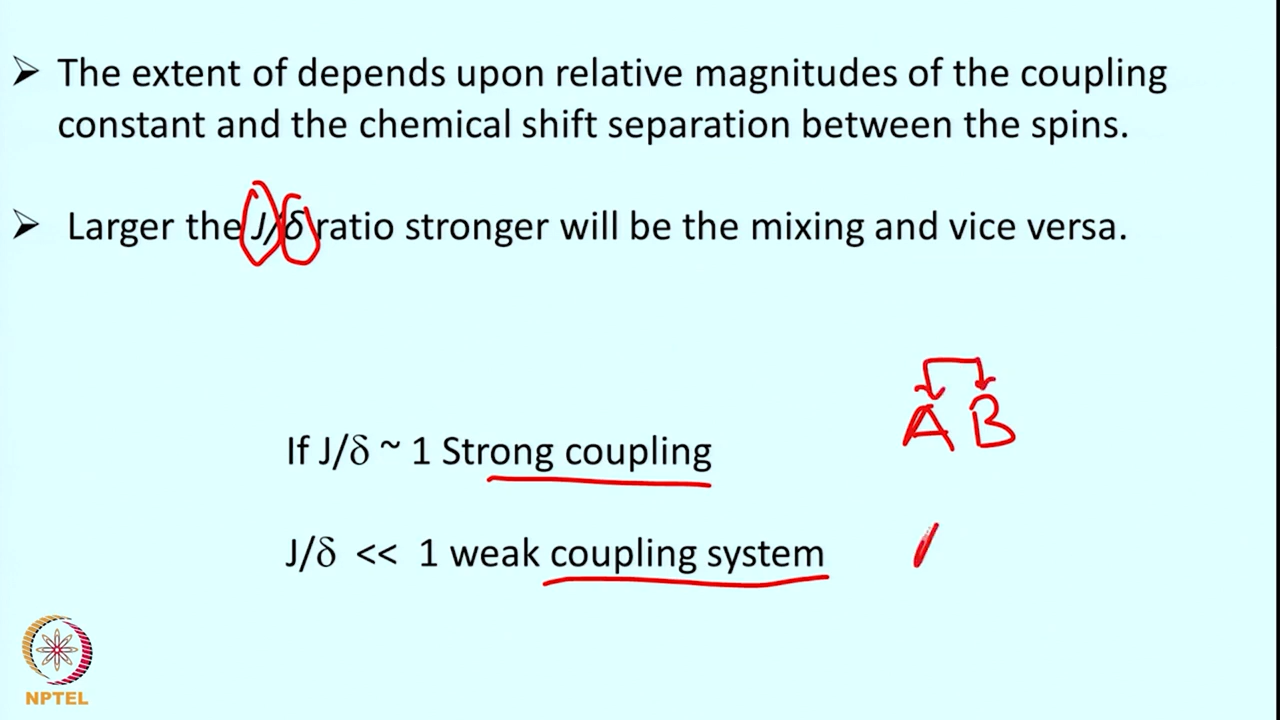 ➢ The extent of depends upon relative magnitudes of the coupling
constant and the chemical shift separation between the spins.
➢ Larger the J/δ ratio stronger will be the mixing and vice versa.
A B
If J/δ ~ 1 Strong coupling
J/δ << 1 weak coupling system
NPTEL